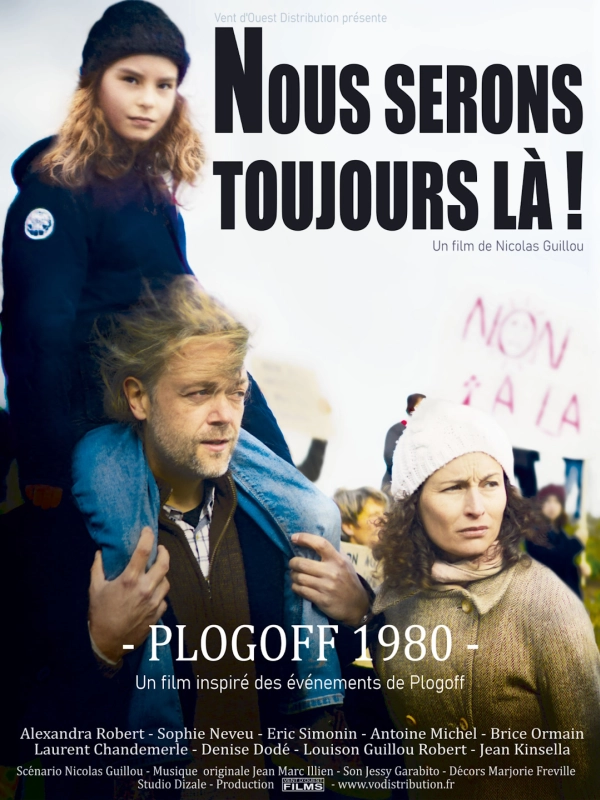 Vent d'Ouest Distribution présente
NOUS SERONS
TOUJOURS LÀ !
Un film de Nicolas Guillou
NON
À LA
- PLOGOFF 1980 -
Un film inspiré des événements de Plogoff
Alexandra Robert - Sophie Neveu - Eric Simonin - Antoine Michel - Brice Ormain
Laurent Chandemerle - Denise Dodé - Louison Guillou Robert - Jean Kinsella
Scénario Nicolas Guillou - Musique originale Jean Marc Illien - Son Jessy Garabito - Décors Marjorie Freville
Studio Dizale - Production FILMS - www.vodistribution.fr